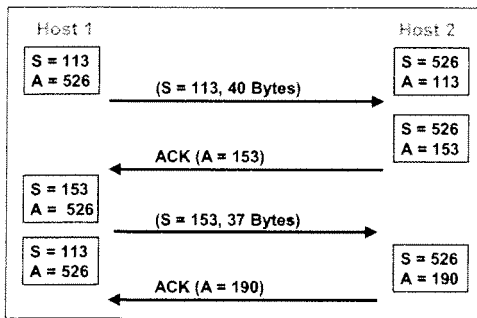 Host 1
Host 2
S = 113
A = 526
S = 526
A = 113
(S = 113, 40 Bytes)
S = 526
A = 153
ACK (A = 153)
S = 153
A = 526
(S = 153, 37 Bytes)
S = 113
A = 526
S = 526
A = 190
ACK (A = 190)